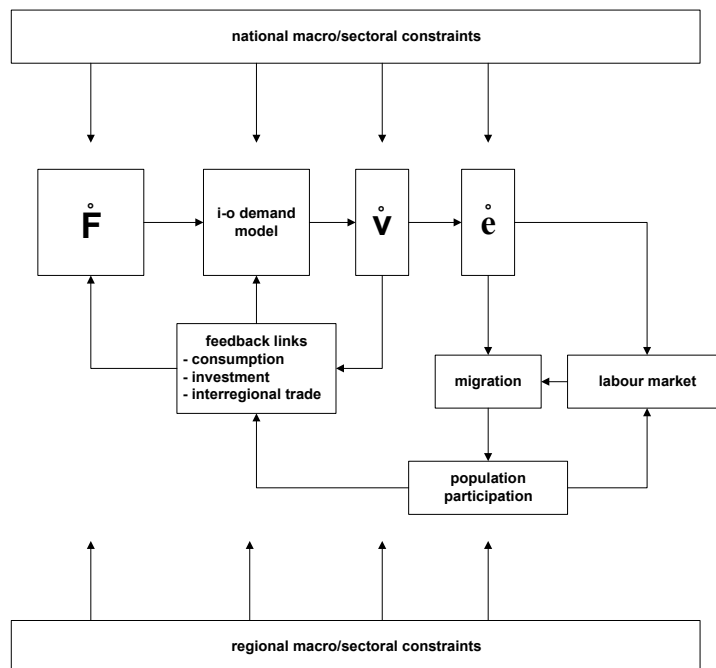 national macro/sectoral constraints
F̊
i-o demand
model
v̊
e̊
feedback links
- consumption
- investment
- interregional trade
migration
labour market
population
participation
regional macro/sectoral constraints